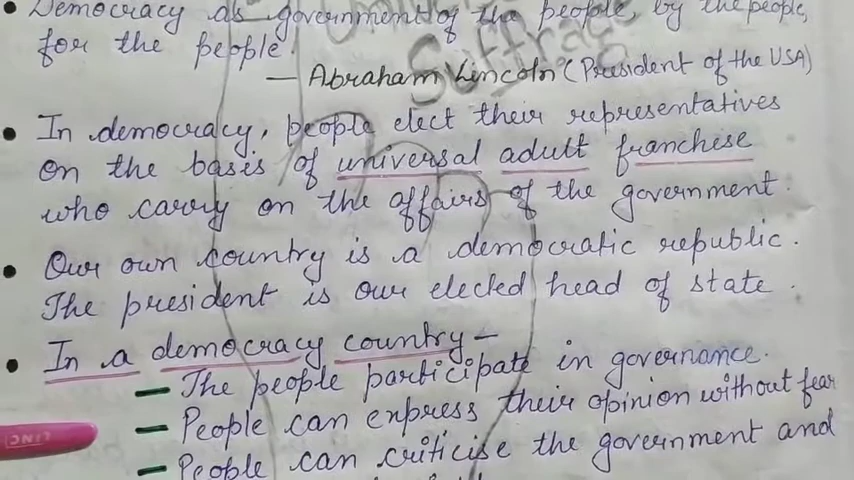 • Democracy as government of the people, by the people,
for the people.
— Abraham Lincoln (President of the USA)
• In democracy, people elect their representatives
on the basis of universal adult franchise
who carry on the affairs of the government.
• Our own country is a democratic republic.
The president is our elected head of state.
• In a democracy country –
– The people participate in governance.
– People can express their opinion without fear
– People can criticise the government and
Suffrage